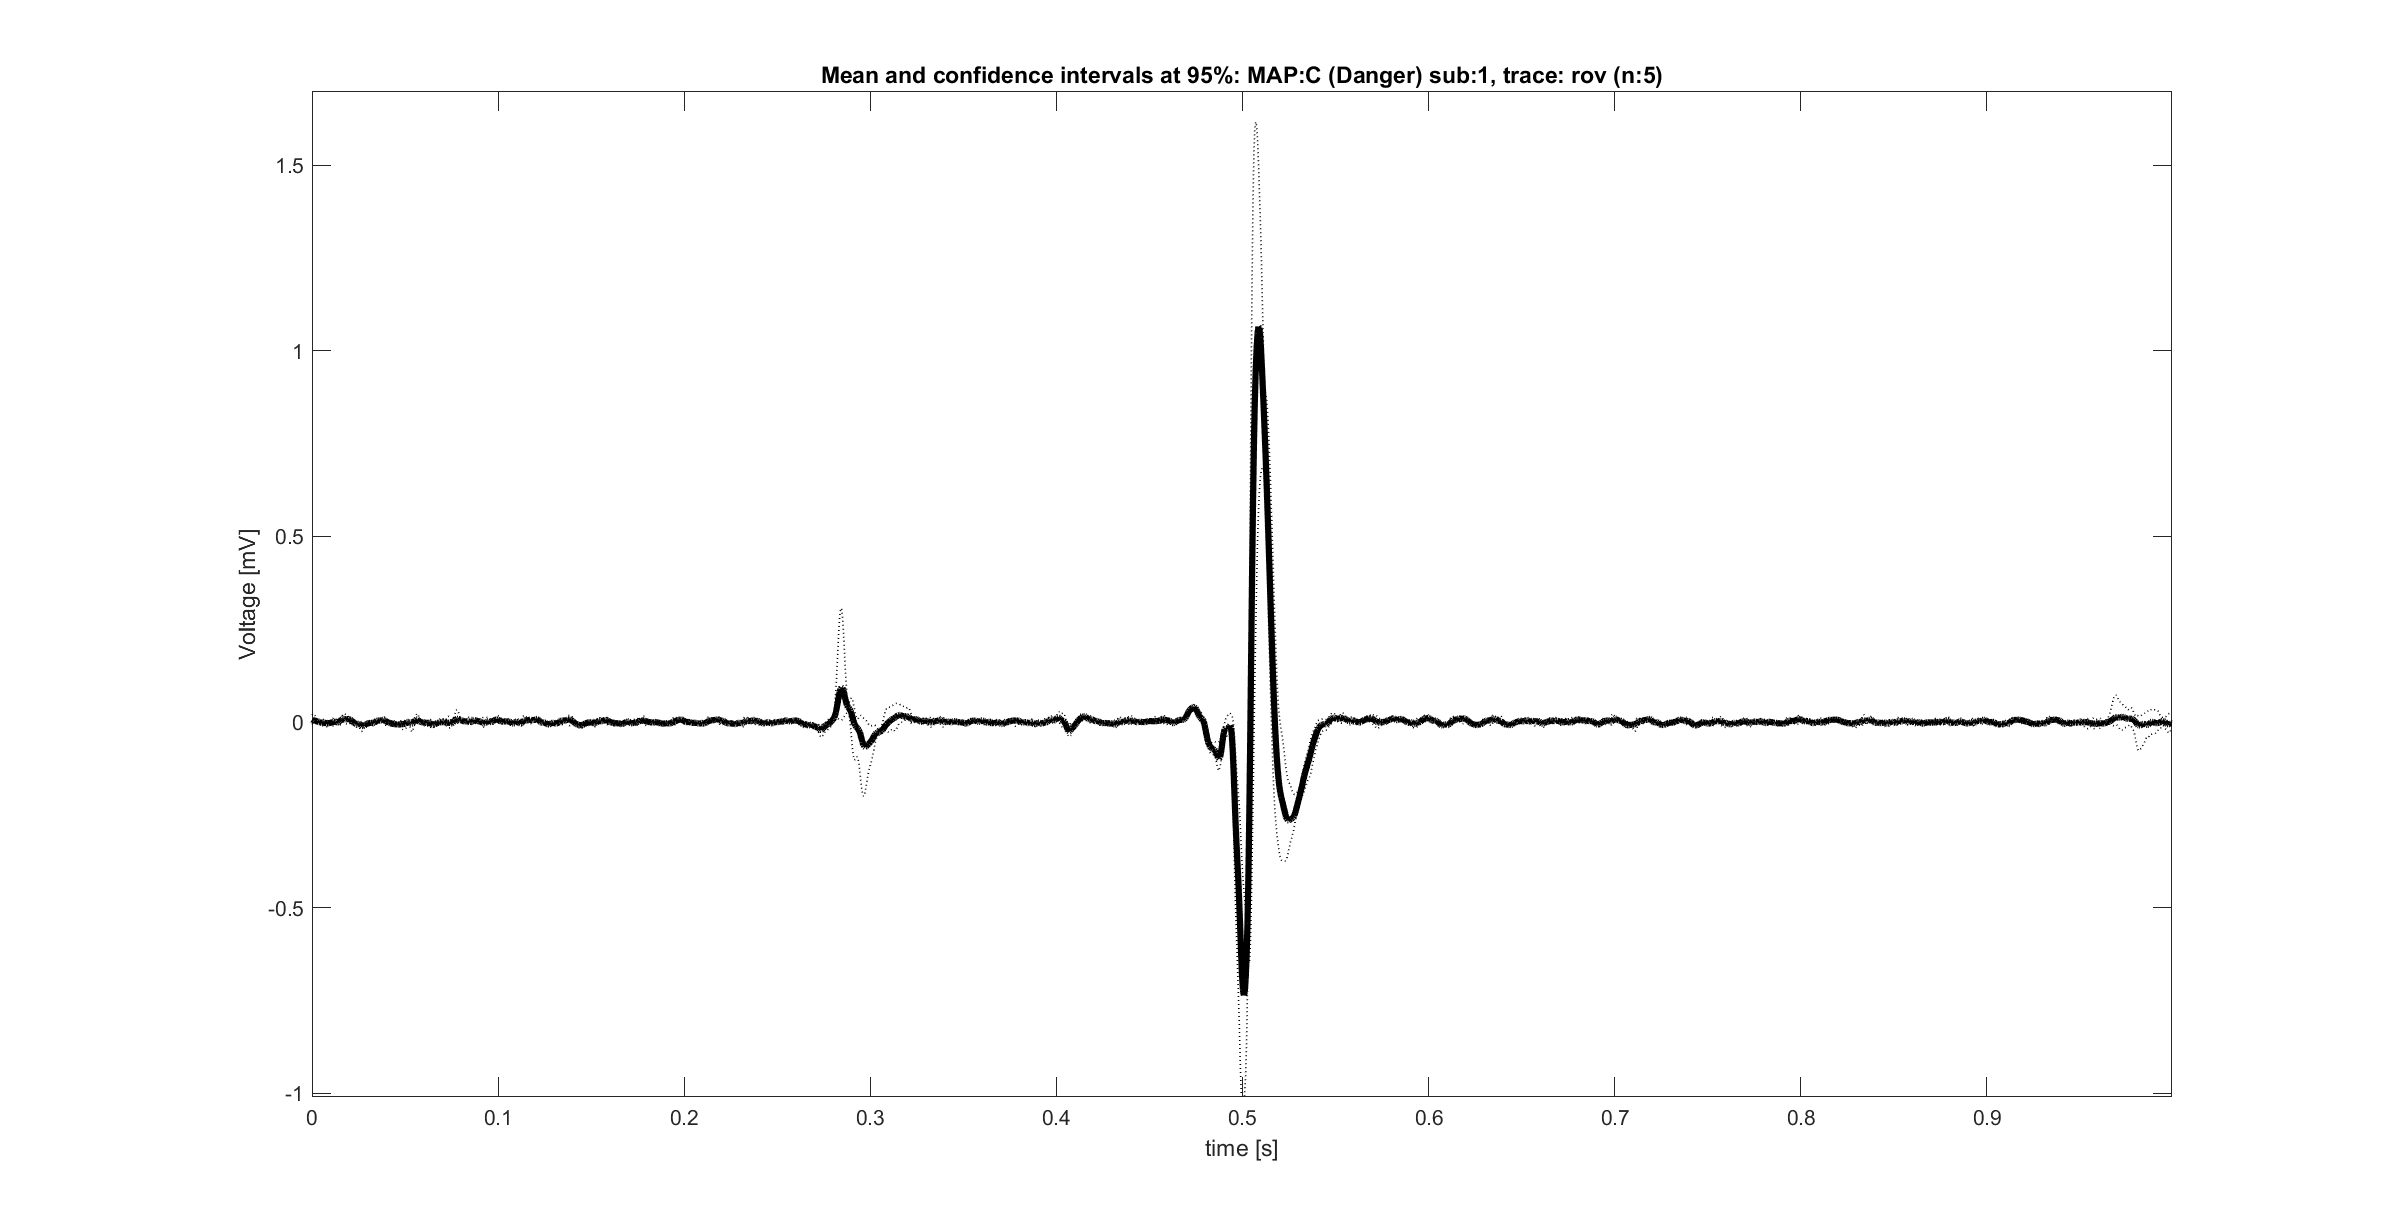 Mean and confidence intervals at 95%: MAP:C (Danger) sub:1, trace: rov (n:5)
1.5
1
0.5
0
-0.5
-1
Voltage [mV]
0 0.1 0.2 0.3 0.4 0.5 0.6 0.7 0.8 0.9
time [s]